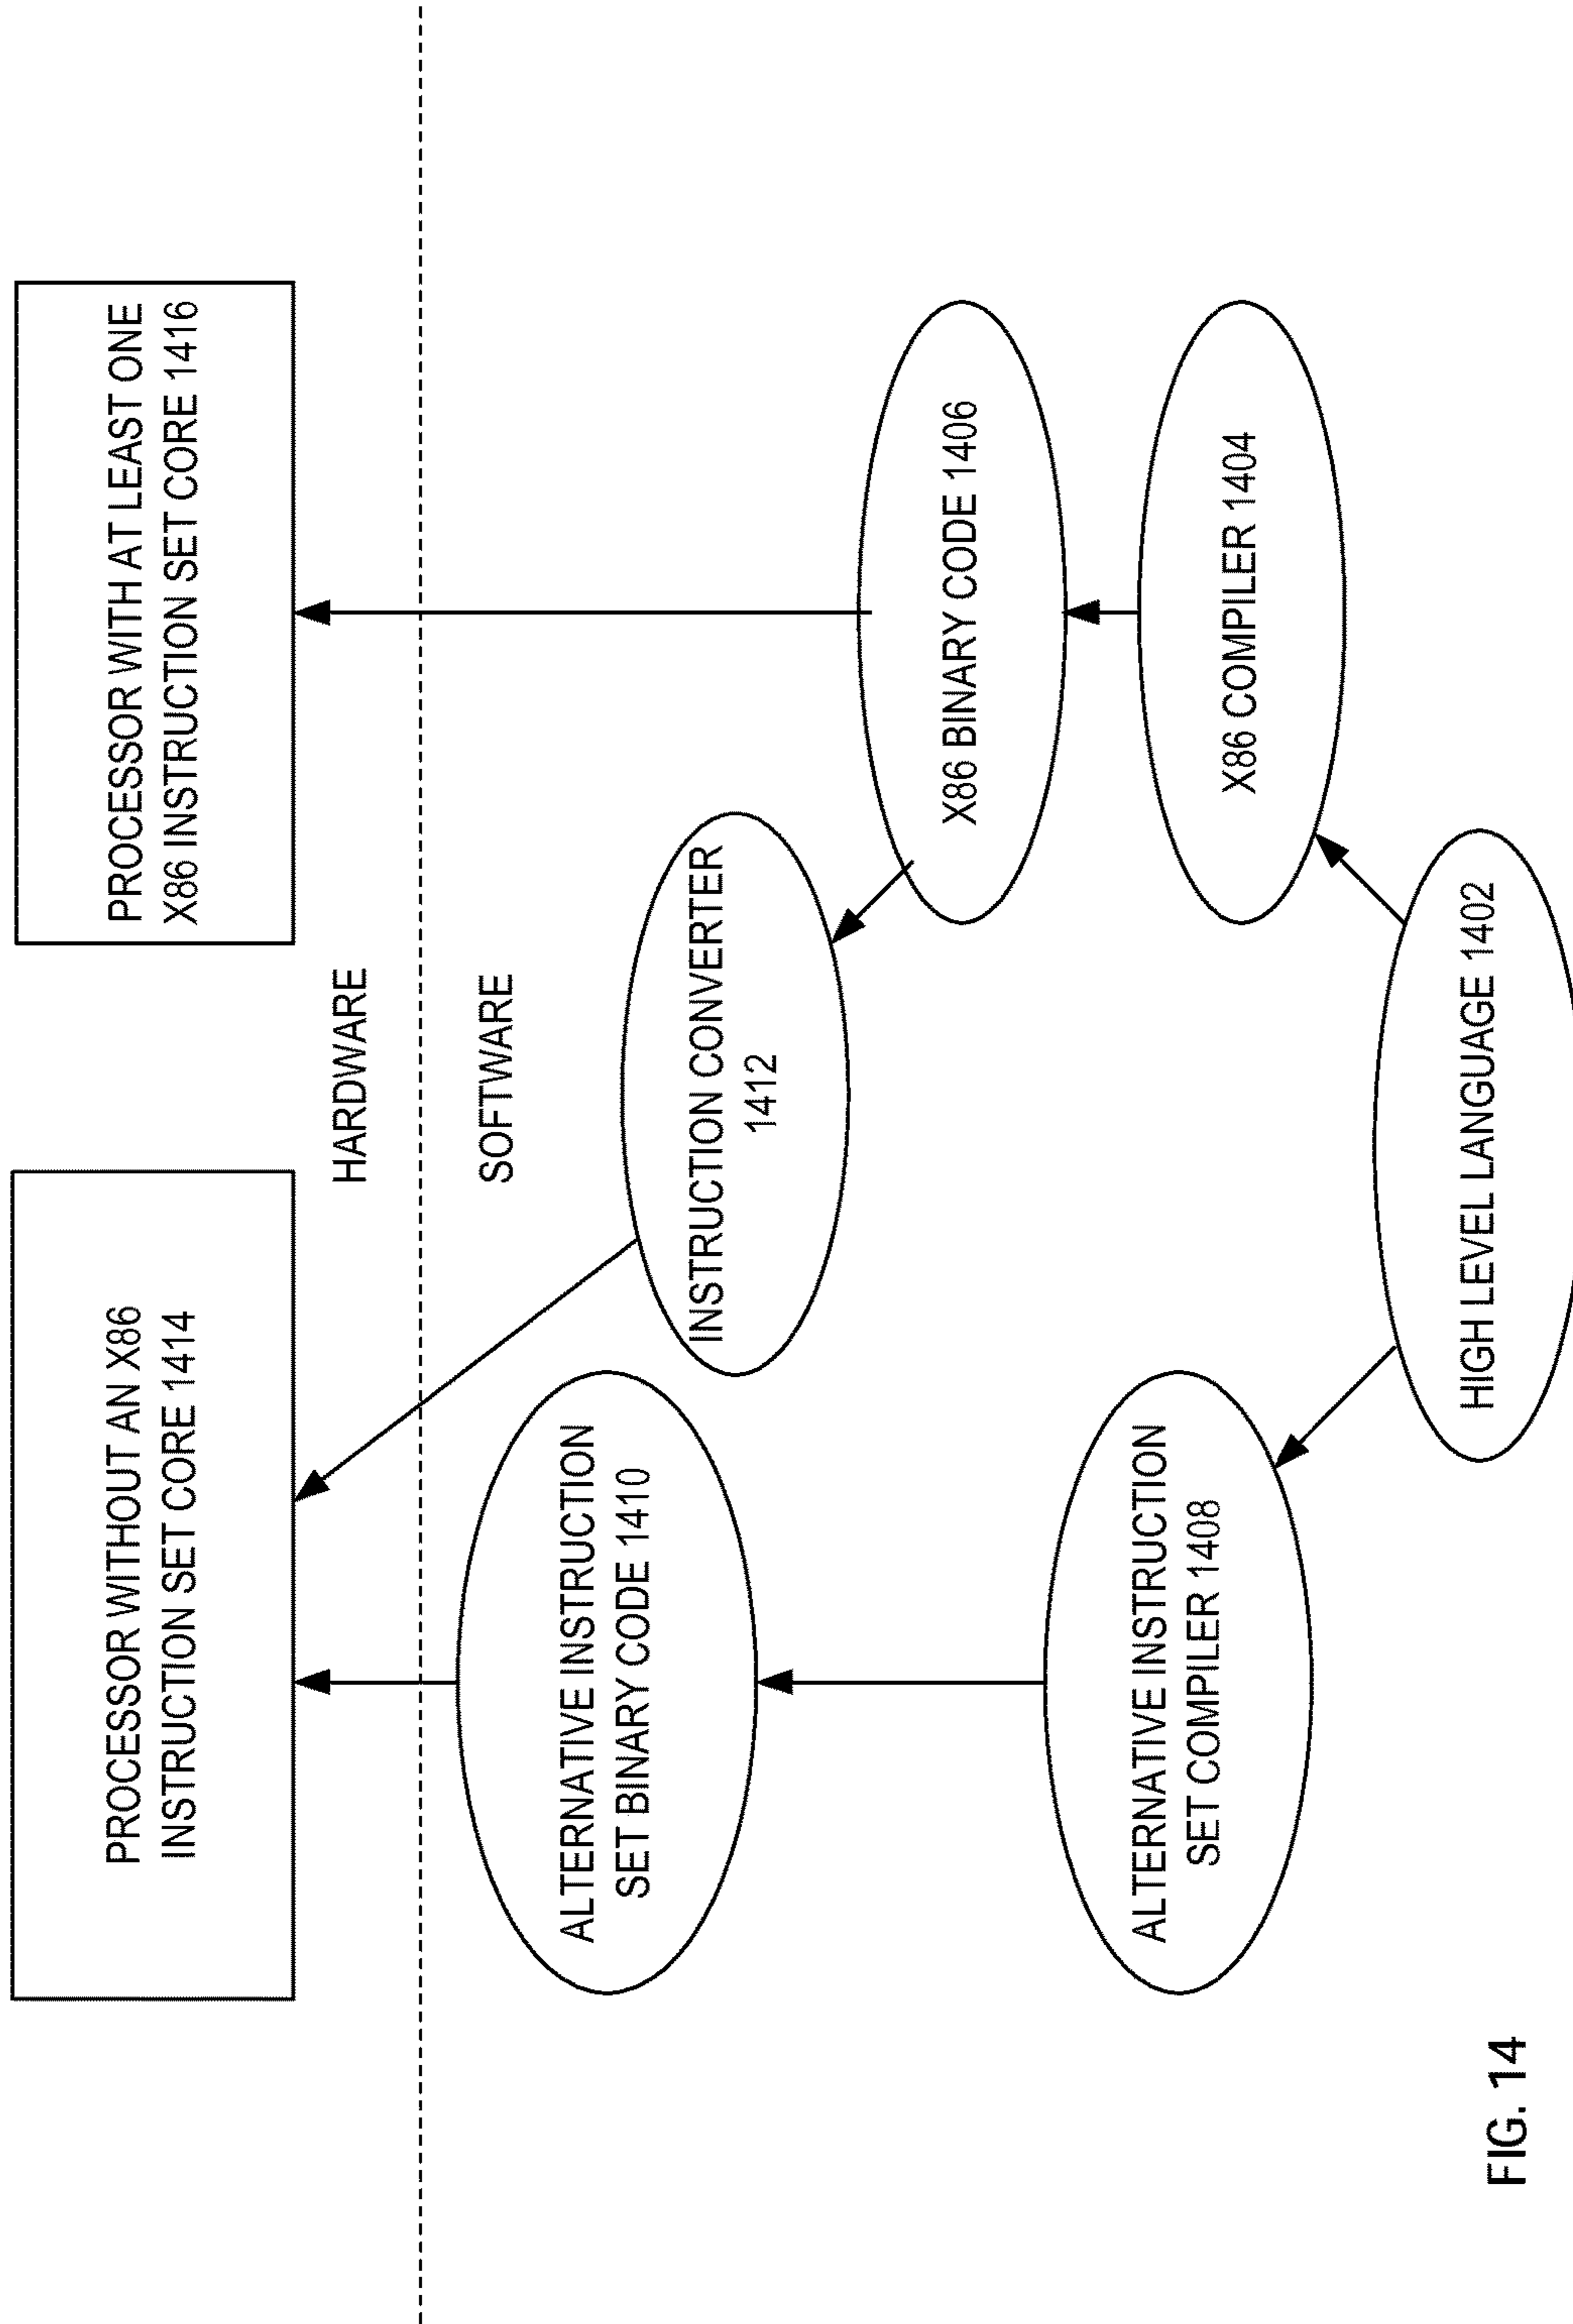 PROCESSOR WITHOUT AN X86
INSTRUCTION SET CORE 1414
PROCESSOR WITH AT LEAST ONE
X86 INSTRUCTION SET CORE 1416
HARDWARE
SOFTWARE
ALTERNATIVE INSTRUCTION
SET BINARY CODE 1410
INSTRUCTION CONVERTER
1412
X86 BINARY CODE 1406
ALTERNATIVE INSTRUCTION
SET COMPILER 1408
X86 COMPILER 1404
HIGH LEVEL LANGUAGE 1402
FIG. 14